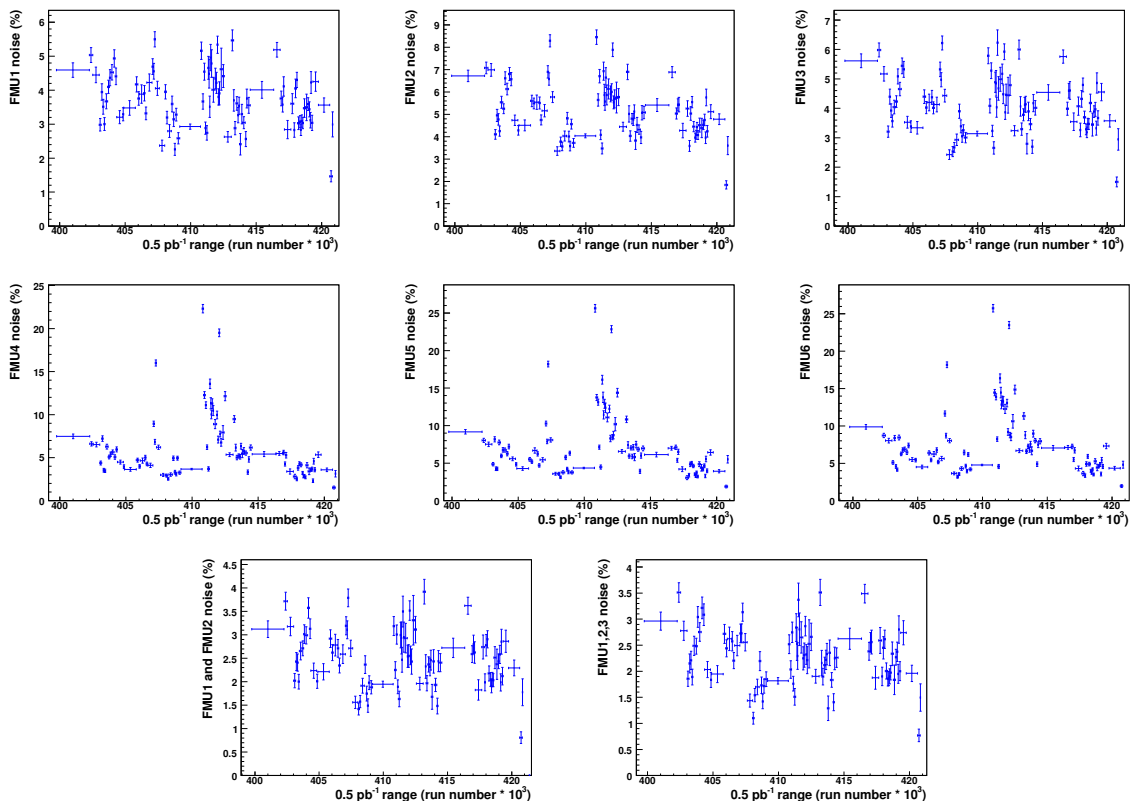 FMU1 noise (%)
6
5
4
3
2
1
0
400 405 410 415 420
0.5 pb⁻¹ range (run number * 10³)
FMU2 noise (%)
9
8
7
6
5
4
3
2
1
0
400 405 410 415 420
0.5 pb⁻¹ range (run number * 10³)
FMU3 noise (%)
7
6
5
4
3
2
1
0
400 405 410 415 420
0.5 pb⁻¹ range (run number * 10³)
FMU4 noise (%)
25
20
15
10
5
0
400 405 410 415 420
0.5 pb⁻¹ range (run number * 10³)
FMU5 noise (%)
25
20
15
10
5
0
400 405 410 415 420
0.5 pb⁻¹ range (run number * 10³)
FMU6 noise (%)
25
20
15
10
5
0
400 405 410 415 420
0.5 pb⁻¹ range (run number * 10³)
FMU1 and FMU2 noise (%)
4.5
4
3.5
3
2.5
2
1.5
1
0.5
0
400 405 410 415 420
0.5 pb⁻¹ range (run number * 10³)
FMU1,2,3 noise (%)
4
3.5
3
2.5
2
1.5
1
0.5
0
400 405 410 415 420
0.5 pb⁻¹ range (run number * 10³)